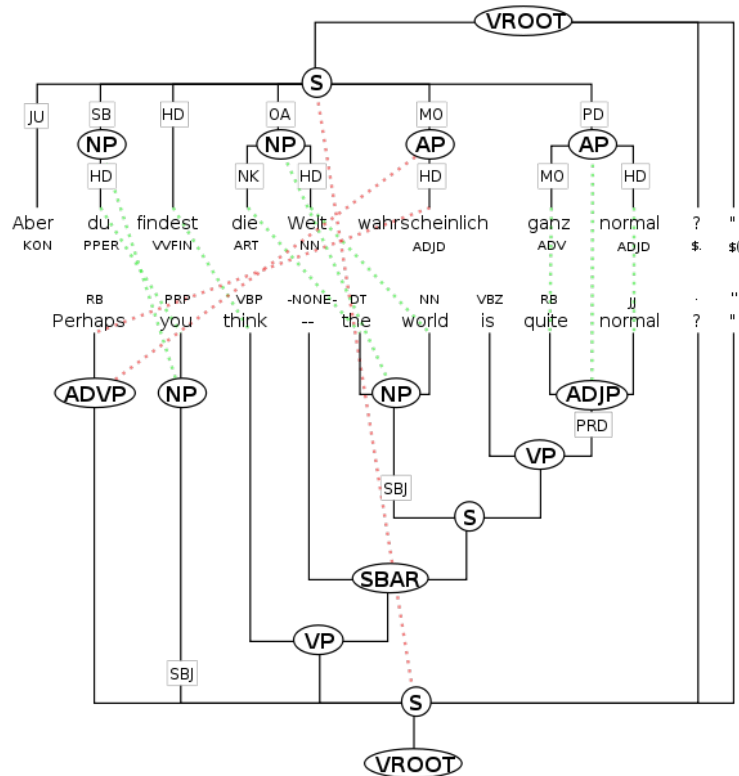 VROOT
S
JU SB HD OA MO PD
NP NP AP AP
HD NK HD HD MO HD
Aber du findest die Welt wahrscheinlich ganz normal ? "
KON PPER VVFIN ART NN ADJD ADV ADJD $. $(
RB PRP VBP -NONE- DT NN VBZ RB JJ . "
Perhaps you think -- the world is quite normal ? "
ADVP NP NP ADJP
PRD
VP
SBJ
S
SBAR
VP
SBJ
S
VROOT